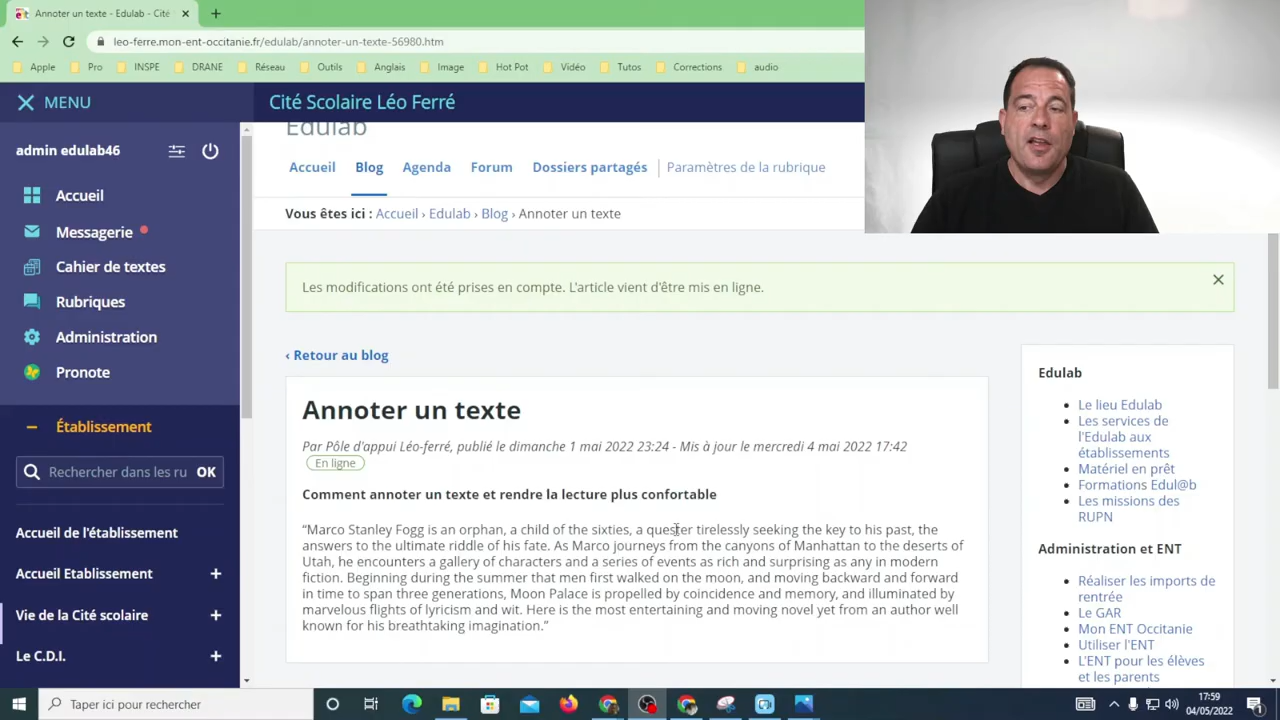 Annoter un texte - Edulab - Cité
leo-ferre.mon-ent-occitanie.fr/edulab/annoter-un-texte-56980.htm
Apple Pro INSPE DRANE Réseau Outils Anglais Image Hot Pot Vidéo Tutos Corrections audio
MENU
Cité Scolaire Léo Ferré
admin edulab46
Accueil
Messagerie
Cahier de textes
Rubriques
Administration
Pronote
Établissement
Rechercher dans les ru OK
Accueil de l'établissement
Accueil Etablissement +
Vie de la Cité scolaire +
Le C.D.I. +
Edulab
Accueil Blog Agenda Forum Dossiers partagés Paramètres de la rubrique
Vous êtes ici : Accueil › Edulab › Blog › Annoter un texte
Les modifications ont été prises en compte. L'article vient d'être mis en ligne.
‹ Retour au blog
Annoter un texte
Par Pôle d'appui Léo-ferré, publié le dimanche 1 mai 2022 23:24 - Mis à jour le mercredi 4 mai 2022 17:42
En ligne
Comment annoter un texte et rendre la lecture plus confortable
“Marco Stanley Fogg is an orphan, a child of the sixties, a quester tirelessly seeking the key to his past, the
answers to the ultimate riddle of his fate. As Marco journeys from the canyons of Manhattan to the deserts of
Utah, he encounters a gallery of characters and a series of events as rich and surprising as any in modern
fiction. Beginning during the summer that men first walked on the moon, and moving backward and forward
in time to span three generations, Moon Palace is propelled by coincidence and memory, and illuminated by
marvelous flights of lyricism and wit. Here is the most entertaining and moving novel yet from an author well
known for his breathtaking imagination.”
Edulab
Le lieu Edulab
Les services de
l'Edulab aux
établissements
Matériel en prêt
Formations Edul@b
Les missions des
RUPN
Administration et ENT
Réaliser les imports de
rentrée
Le GAR
Mon ENT Occitanie
Utiliser l'ENT
L'ENT pour les élèves
et les parents
Taper ici pour rechercher
17:59
04/05/2022
1